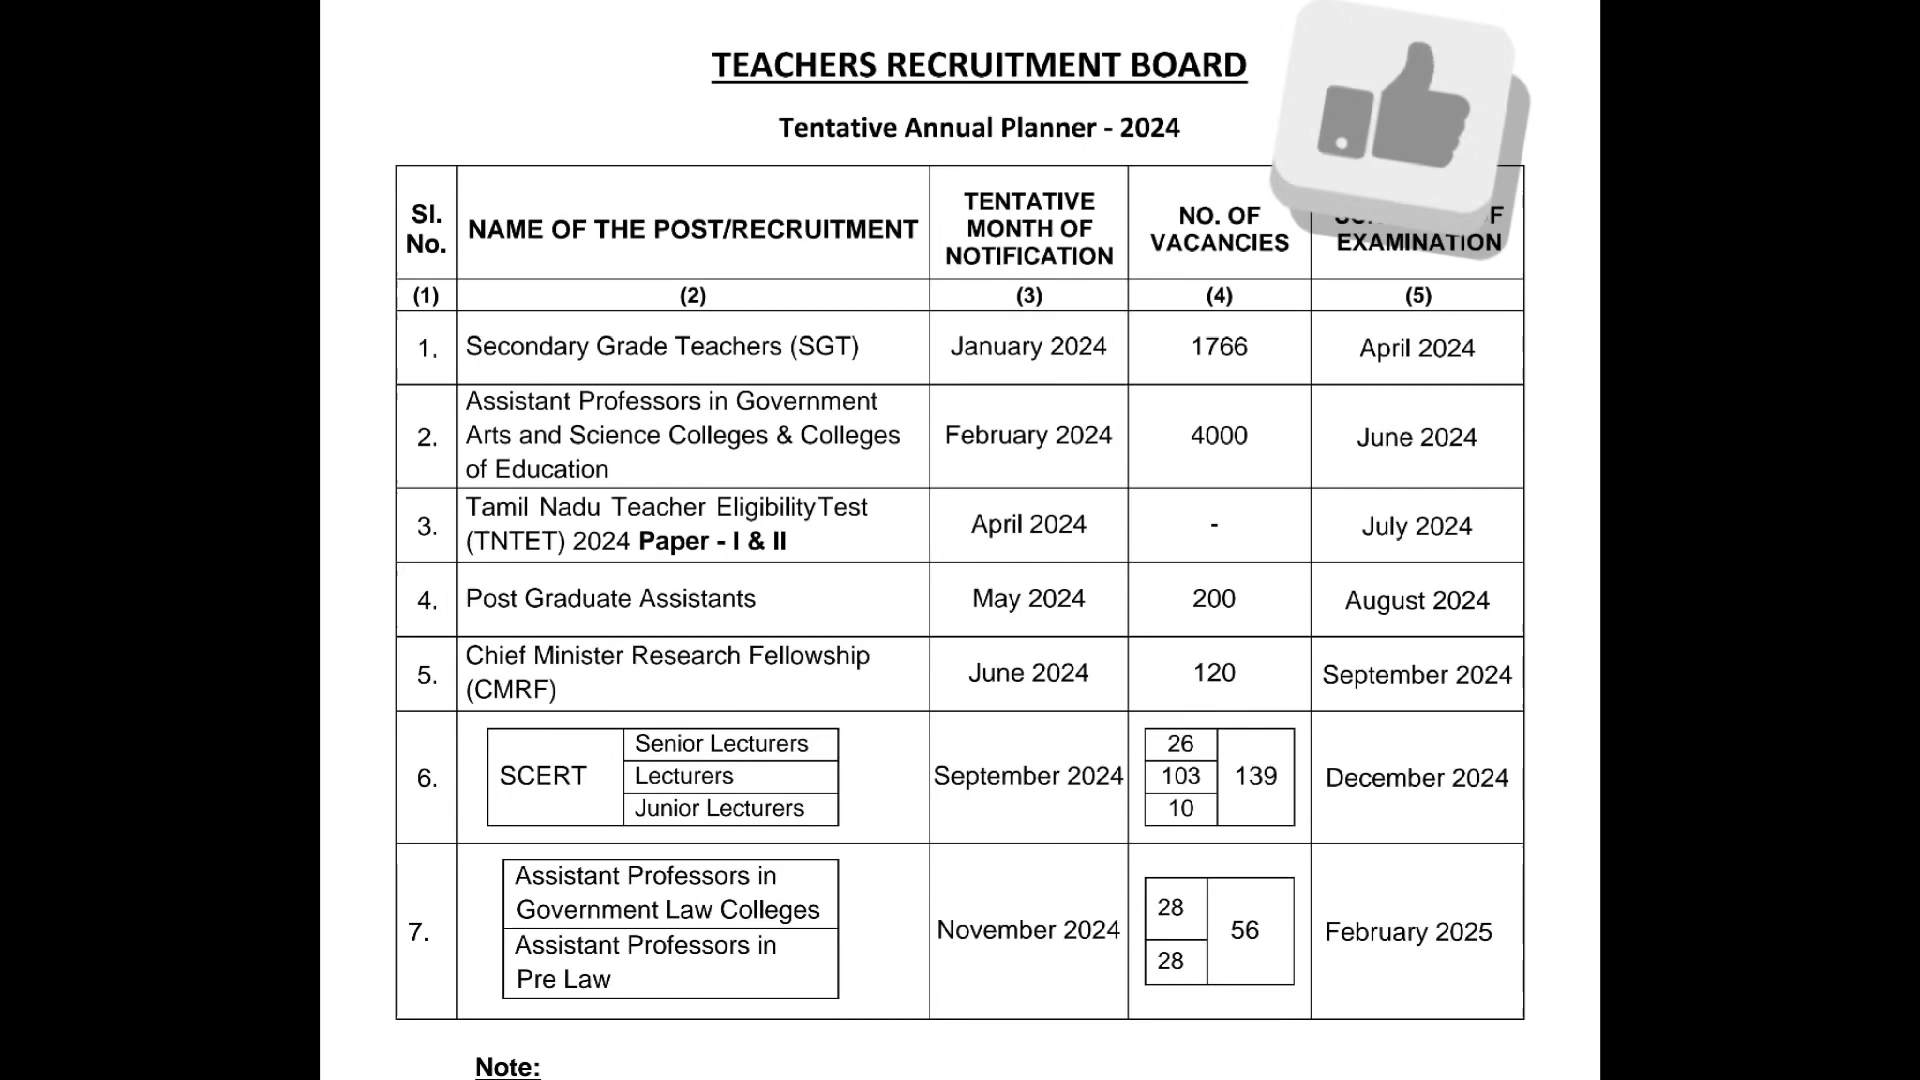 TEACHERS RECRUITMENT BOARD
Tentative Annual Planner - 2024
Sl. No.
NAME OF THE POST/RECRUITMENT
TENTATIVE MONTH OF NOTIFICATION
NO. OF VACANCIES
F
EXAMINATION
(1) (2) (3) (4) (5)
1. Secondary Grade Teachers (SGT) January 2024 1766 April 2024
2. Assistant Professors in Government
Arts and Science Colleges & Colleges
of Education
February 2024 4000 June 2024
3. Tamil Nadu Teacher EligibilityTest
(TNTET) 2024 Paper - I & II
April 2024 - July 2024
4. Post Graduate Assistants May 2024 200 August 2024
5. Chief Minister Research Fellowship
(CMRF)
June 2024 120 September 2024
6. SCERT
Senior Lecturers
Lecturers
Junior Lecturers
September 2024
26
103
10
139
December 2024
7. Assistant Professors in
Government Law Colleges
Assistant Professors in
Pre Law
November 2024
28
28
56
February 2025
Note: